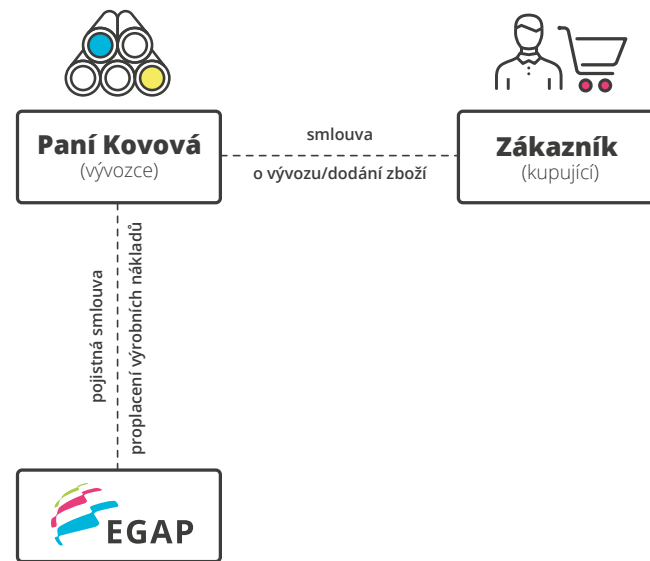 Paní Kovová
(vývozce)
smlouva
o vývozu/dodání zboží
Zákazník
(kupující)
pojistná smlouva
proplacení výrobních nákladů
EGAP